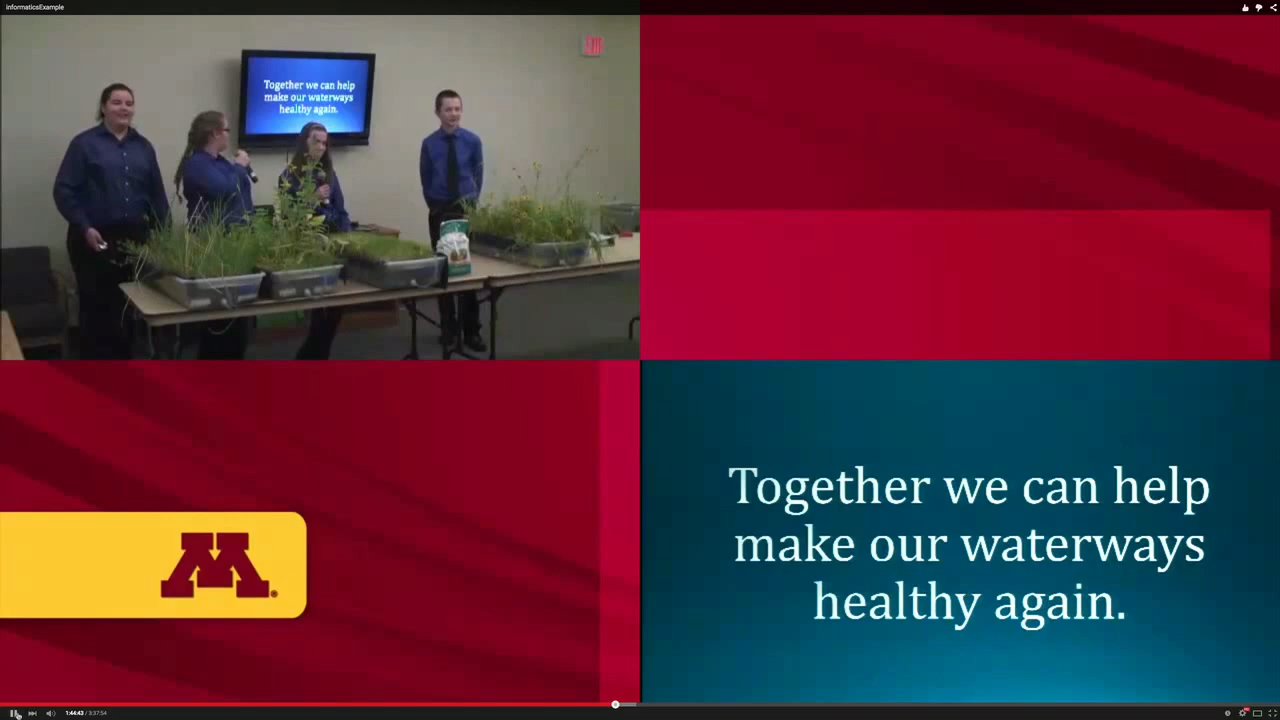 informaticsExample
Together we can help
make our waterways
healthy again.
EXIT
M
Together we can help
make our waterways
healthy again.
1:44:43 / 3:37:54